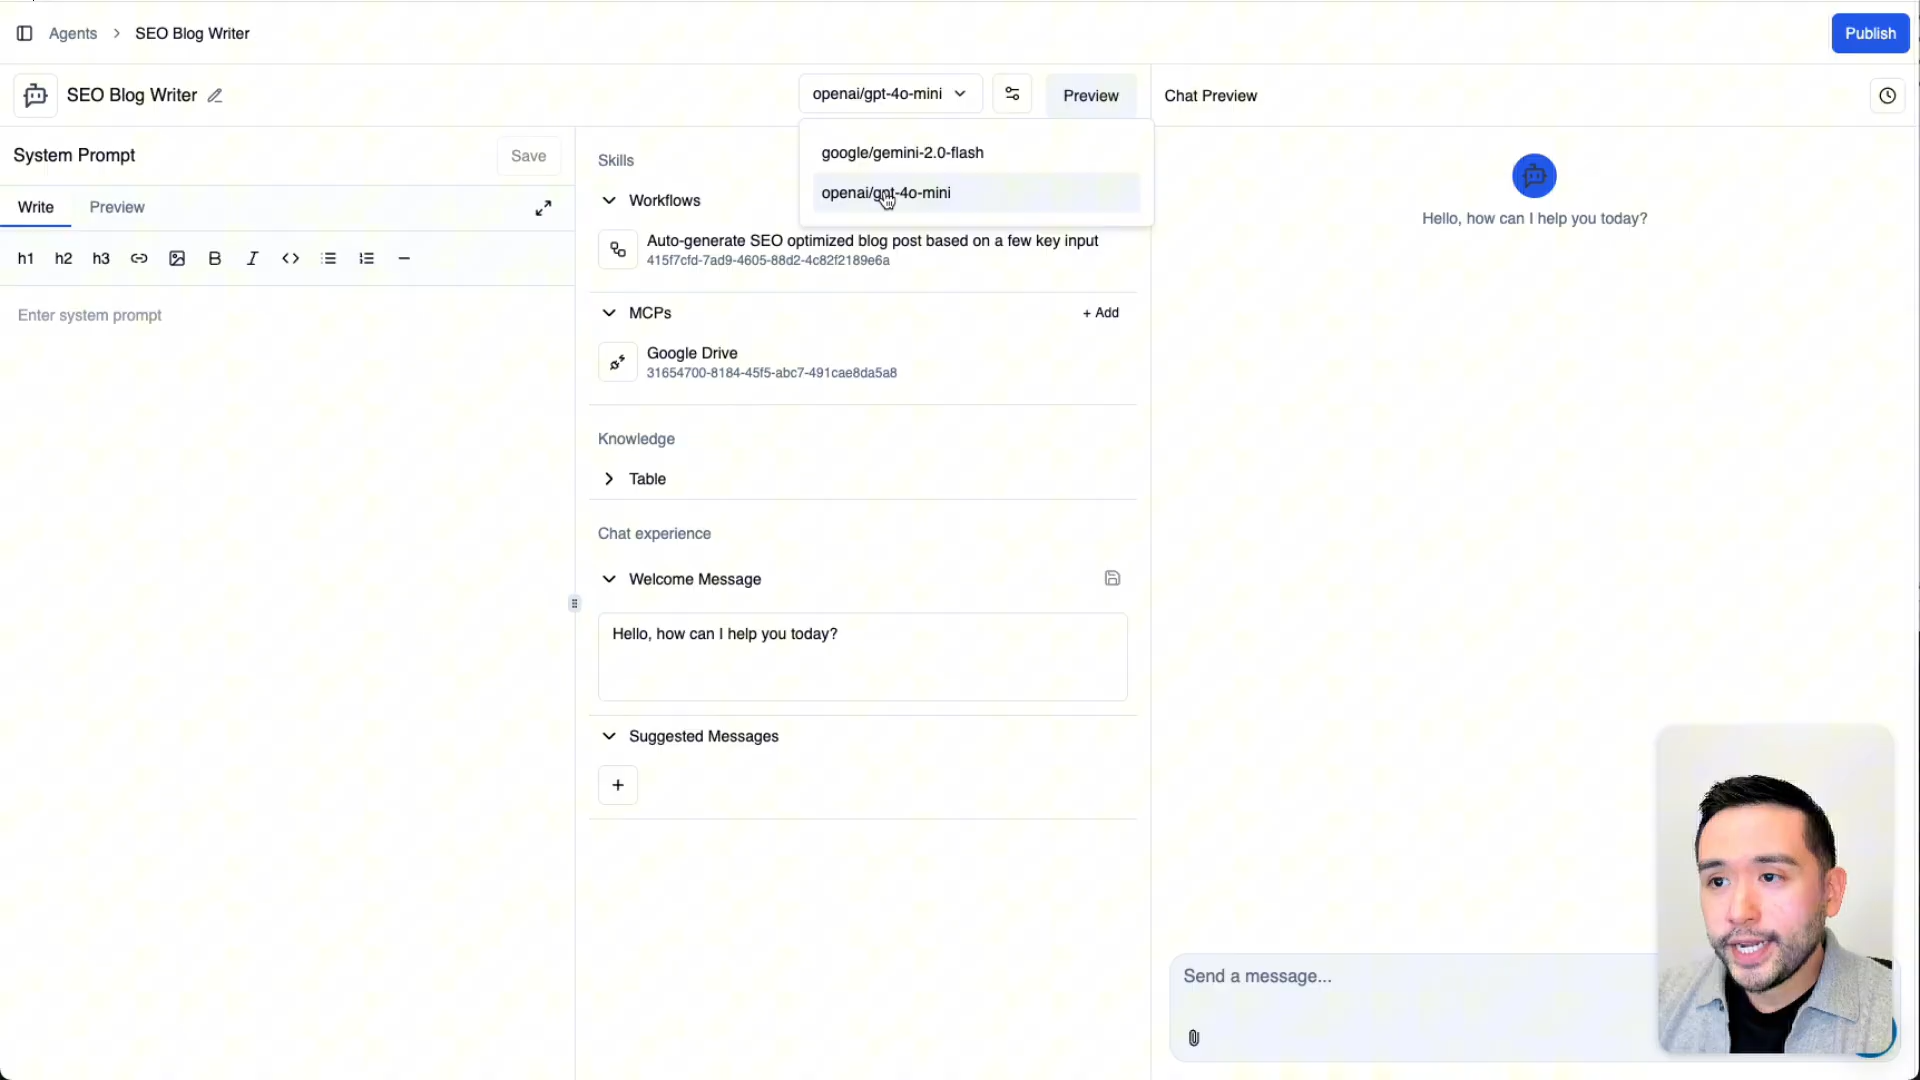 Agents > SEO Blog Writer
Publish
SEO Blog Writer
openai/gpt-4o-mini
Preview
Chat Preview
google/gemini-2.0-flash
openai/gpt-4o-mini
System Prompt
Save
Write
Preview
h1 h2 h3 B I
Enter system prompt
Skills
Workflows
Auto-generate SEO optimized blog post based on a few key input
415f7cfd-7ad9-4605-88d2-4c82f2189e6a
MCPs
+ Add
Google Drive
31654700-8184-45f5-abc7-491cae8da5a8
Knowledge
Table
Chat experience
Welcome Message
Hello, how can I help you today?
Suggested Messages
Hello, how can I help you today?
Send a message...